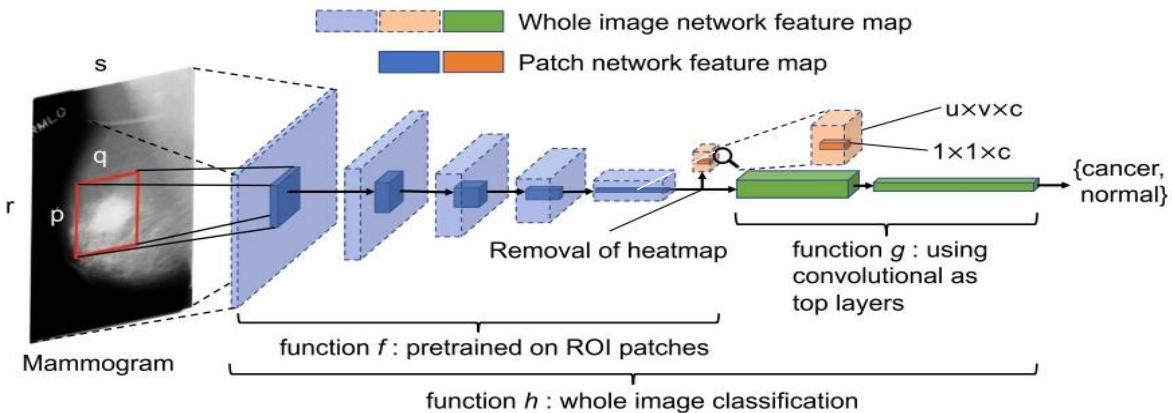 Whole image network feature map
Patch network feature map
s
RMLO
q
p
r
u×v×c
1×1×c
{cancer,
normal}
Removal of heatmap
function g : using
convolutional as
top layers
function f : pretrained on ROI patches
Mammogram
function h : whole image classification